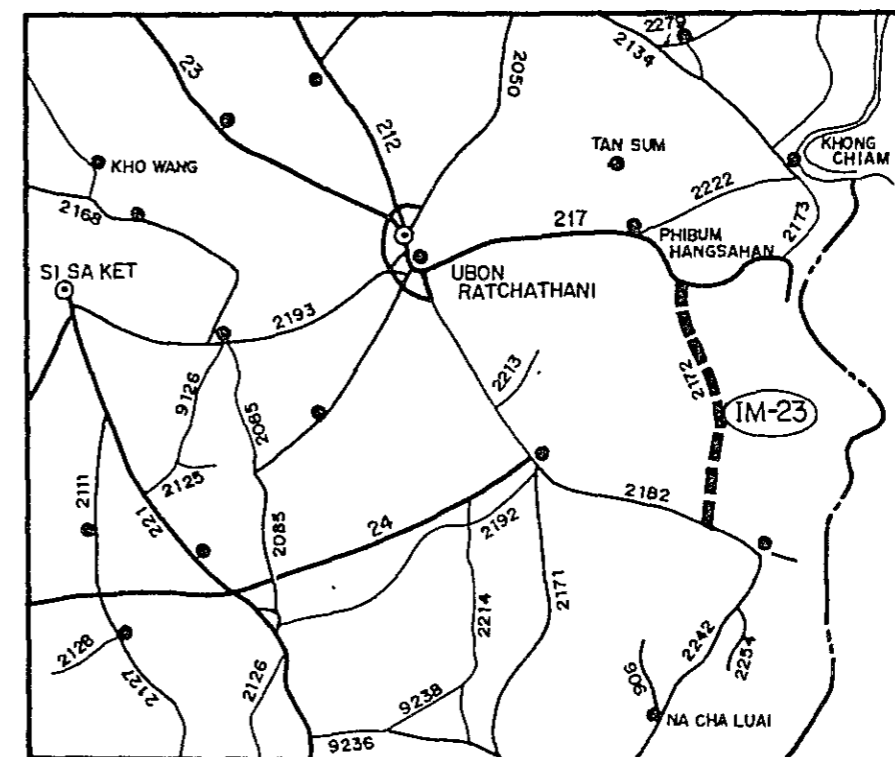 23
212
2050
227
2134
KHO WANG
TAN SUM
KHONG
CHIAM
2168
2222
217
2173
PHIBUM
HANGSAHAN
SI SA KET
UBON
RATCHATHANI
2193
2213
2172
IM-23
9126
2085
2111
2125
221
2085
24
2192
2182
2214
2171
2128
2127
2126
2242
2254
906
9238
9236
NA CHA LUAI